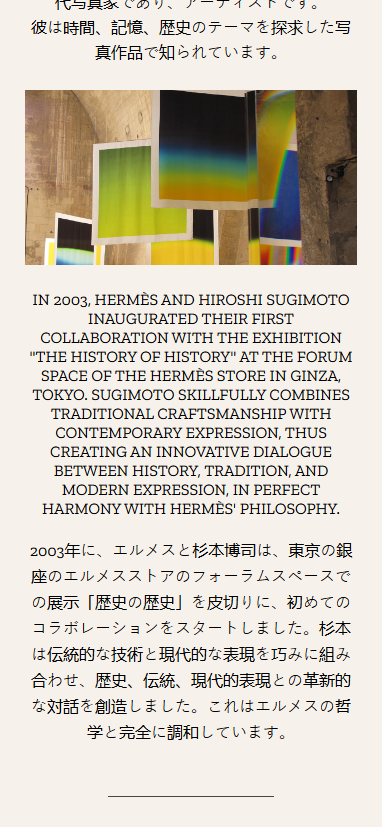 代写真家であり、アーティストです。
彼は時間、記憶、歴史のテーマを探求した写
真作品で知られています。
IN 2003, HERMÈS AND HIROSHI SUGIMOTO
INAUGURATED THEIR FIRST
COLLABORATION WITH THE EXHIBITION
"THE HISTORY OF HISTORY" AT THE FORUM
SPACE OF THE HERMÈS STORE IN GINZA,
TOKYO. SUGIMOTO SKILLFULLY COMBINES
TRADITIONAL CRAFTSMANSHIP WITH
CONTEMPORARY EXPRESSION, THUS
CREATING AN INNOVATIVE DIALOGUE
BETWEEN HISTORY, TRADITION, AND
MODERN EXPRESSION, IN PERFECT
HARMONY WITH HERMÈS' PHILOSOPHY.
2003年に、エルメスと杉本博司は、東京の銀
座のエルメスストアのフォーラムスペースで
の展示「歴史の歴史」を皮切りに、初めての
コラボレーションをスタートしました。杉本
は伝統的な技術と現代的な表現を巧みに組み
合わせ、歴史、伝統、現代的表現との革新的
な対話を創造しました。これはエルメスの哲
学と完全に調和しています。